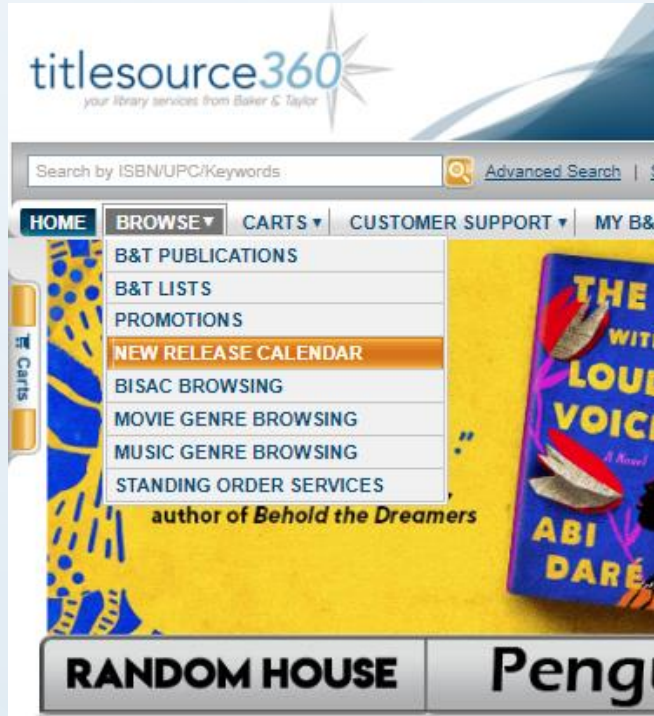 titlesource360
your library services from Baker & Taylor
Search by ISBN/UPC/Keywords
Advanced Search |
HOME BROWSE▼ CARTS▼ CUSTOMER SUPPORT▼ MY B&
B&T PUBLICATIONS
B&T LISTS
PROMOTIONS
NEW RELEASE CALENDAR
BISAC BROWSING
MOVIE GENRE BROWSING
MUSIC GENRE BROWSING
STANDING ORDER SERVICES
Carts
."
author of Behold the Dreamers
THE
WITH
LOUD
VOICE
A Novel
ABI
DARÉ
RANDOM HOUSE
Pengu